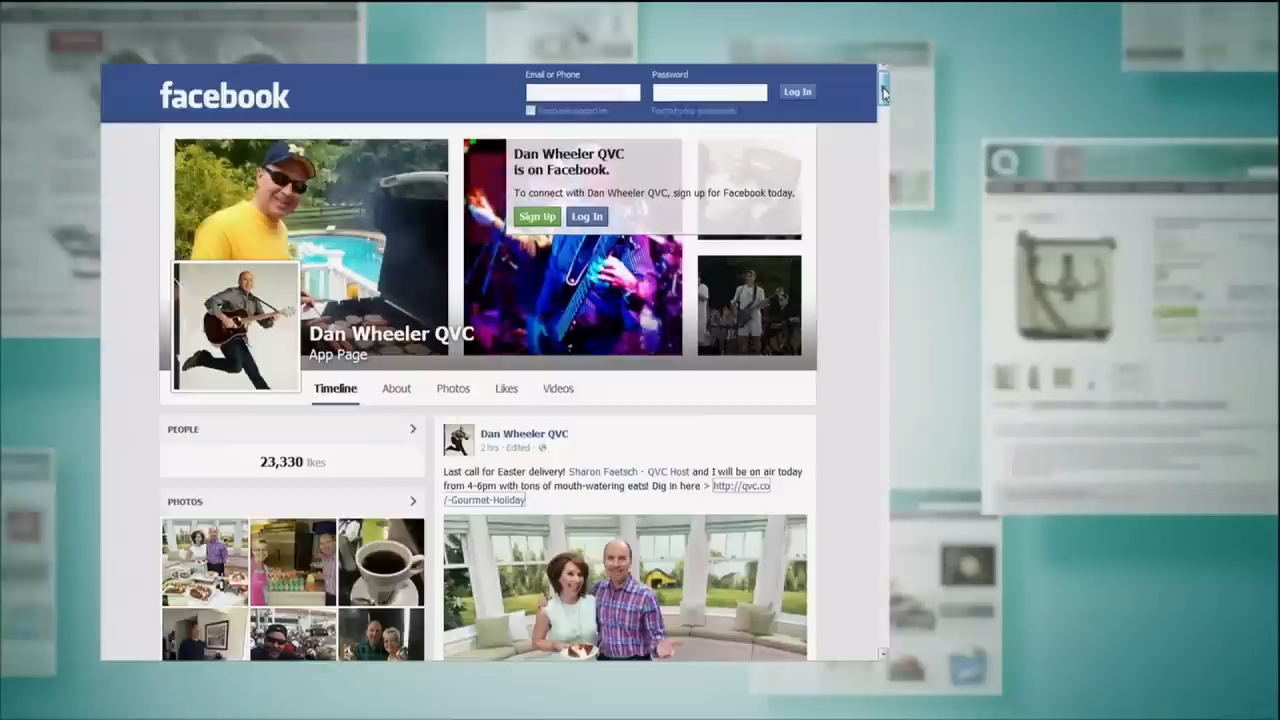 facebook
Email or Phone
Password
Log In
Dan Wheeler QVC
is on Facebook.
To connect with Dan Wheeler QVC, sign up for Facebook today.
Sign Up
Log In
Dan Wheeler QVC
App Page
Timeline
About
Photos
Likes
Videos
PEOPLE
23,330 likes
PHOTOS
Dan Wheeler QVC
2 hrs · Edited ·
Last call for Easter delivery! Sharon Faetsch - QVC Host and I will be on air today
from 4-6pm with tons of mouth-watering eats! Dig in here > http://qvc.co
/-Gourmet-Holiday